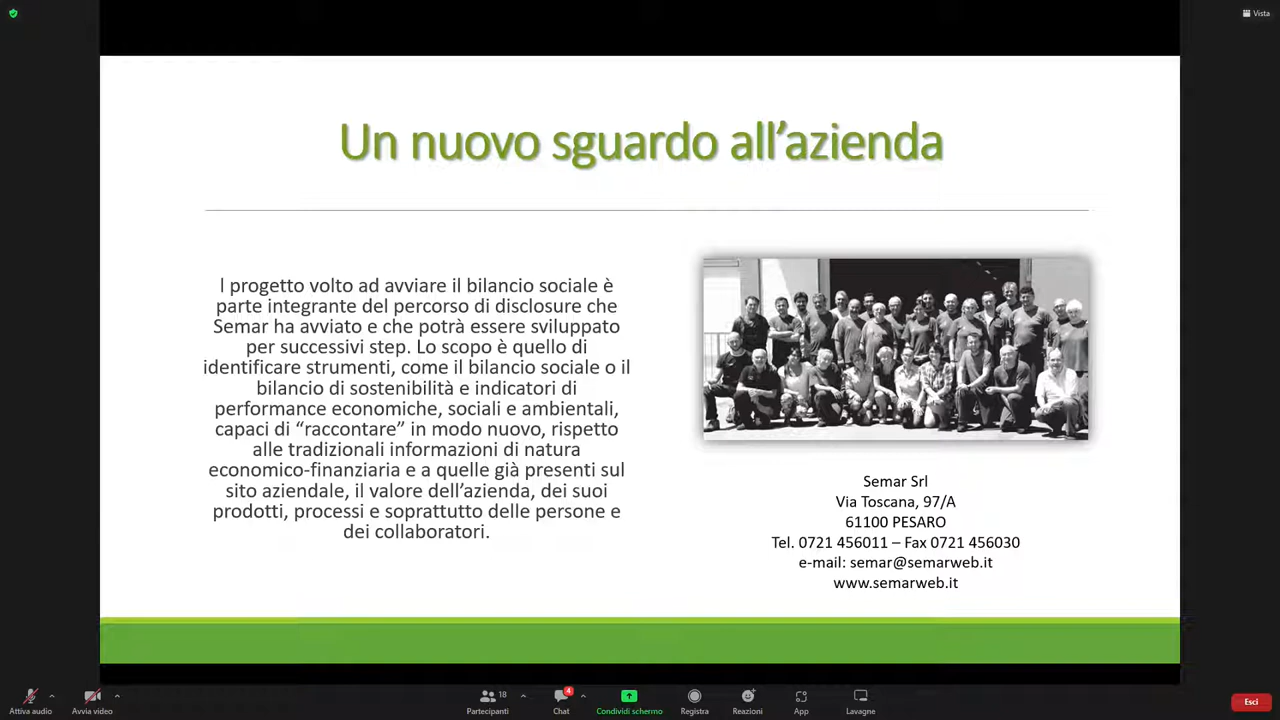 Vista
Un nuovo sguardo all’azienda
l progetto volto ad avviare il bilancio sociale è
parte integrante del percorso di disclosure che
Semar ha avviato e che potrà essere sviluppato
per successivi step. Lo scopo è quello di
identificare strumenti, come il bilancio sociale o il
bilancio di sostenibilità e indicatori di
performance economiche, sociali e ambientali,
capaci di “raccontare” in modo nuovo, rispetto
alle tradizionali informazioni di natura
economico-finanziaria e a quelle già presenti sul
sito aziendale, il valore dell’azienda, dei suoi
prodotti, processi e soprattutto delle persone e
dei collaboratori.
Semar Srl
Via Toscana, 97/A
61100 PESARO
Tel. 0721 456011 – Fax 0721 456030
e-mail: semar@semarweb.it
www.semarweb.it
18
4
Attiva audio
Avvia video
Partecipanti
Chat
Condividi schermo
Registra
Reazioni
App
Lavagne
Esci